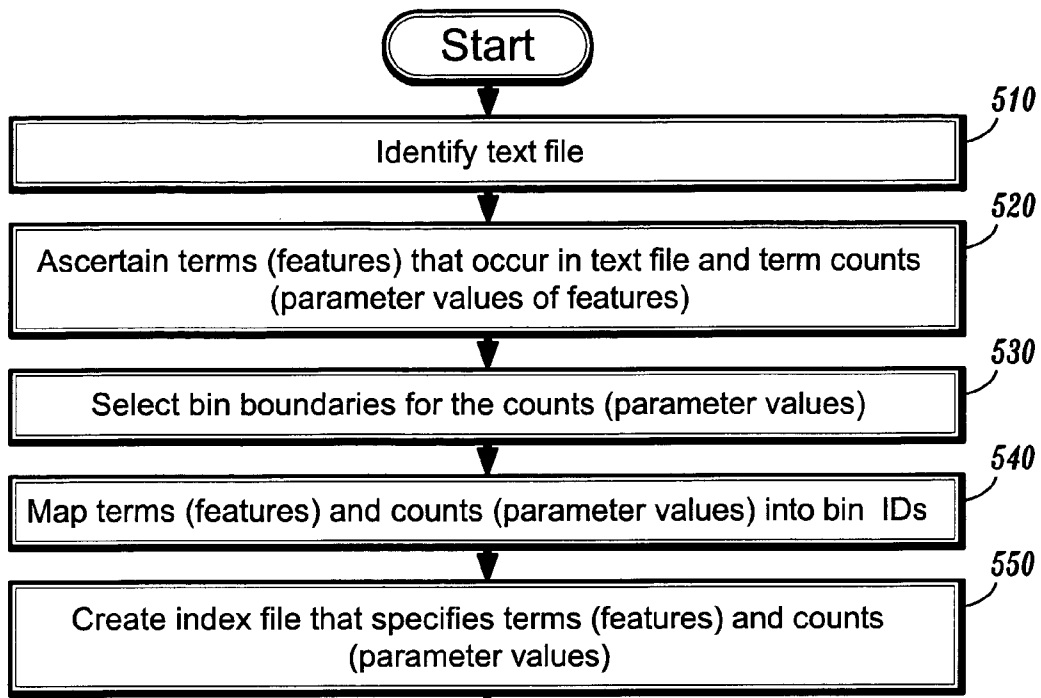 Start
510
Identify text file
520
Ascertain terms (features) that occur in text file and term counts
(parameter values of features)
530
Select bin boundaries for the counts (parameter values)
540
Map terms (features) and counts (parameter values) into bin IDs
550
Create index file that specifies terms (features) and counts
(parameter values)